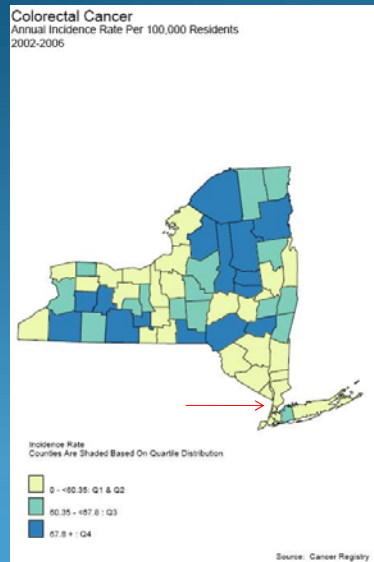 Colorectal Cancer
Annual Incidence Rate Per 100,000 Residents
2002-2006
Incidence Rate
Counties Are Shaded Based On Quartile Distribution
0 - <60.35: Q1 & Q2
60.35 - <67.8 : Q3
67.8 + : Q4
Source: Cancer Registry